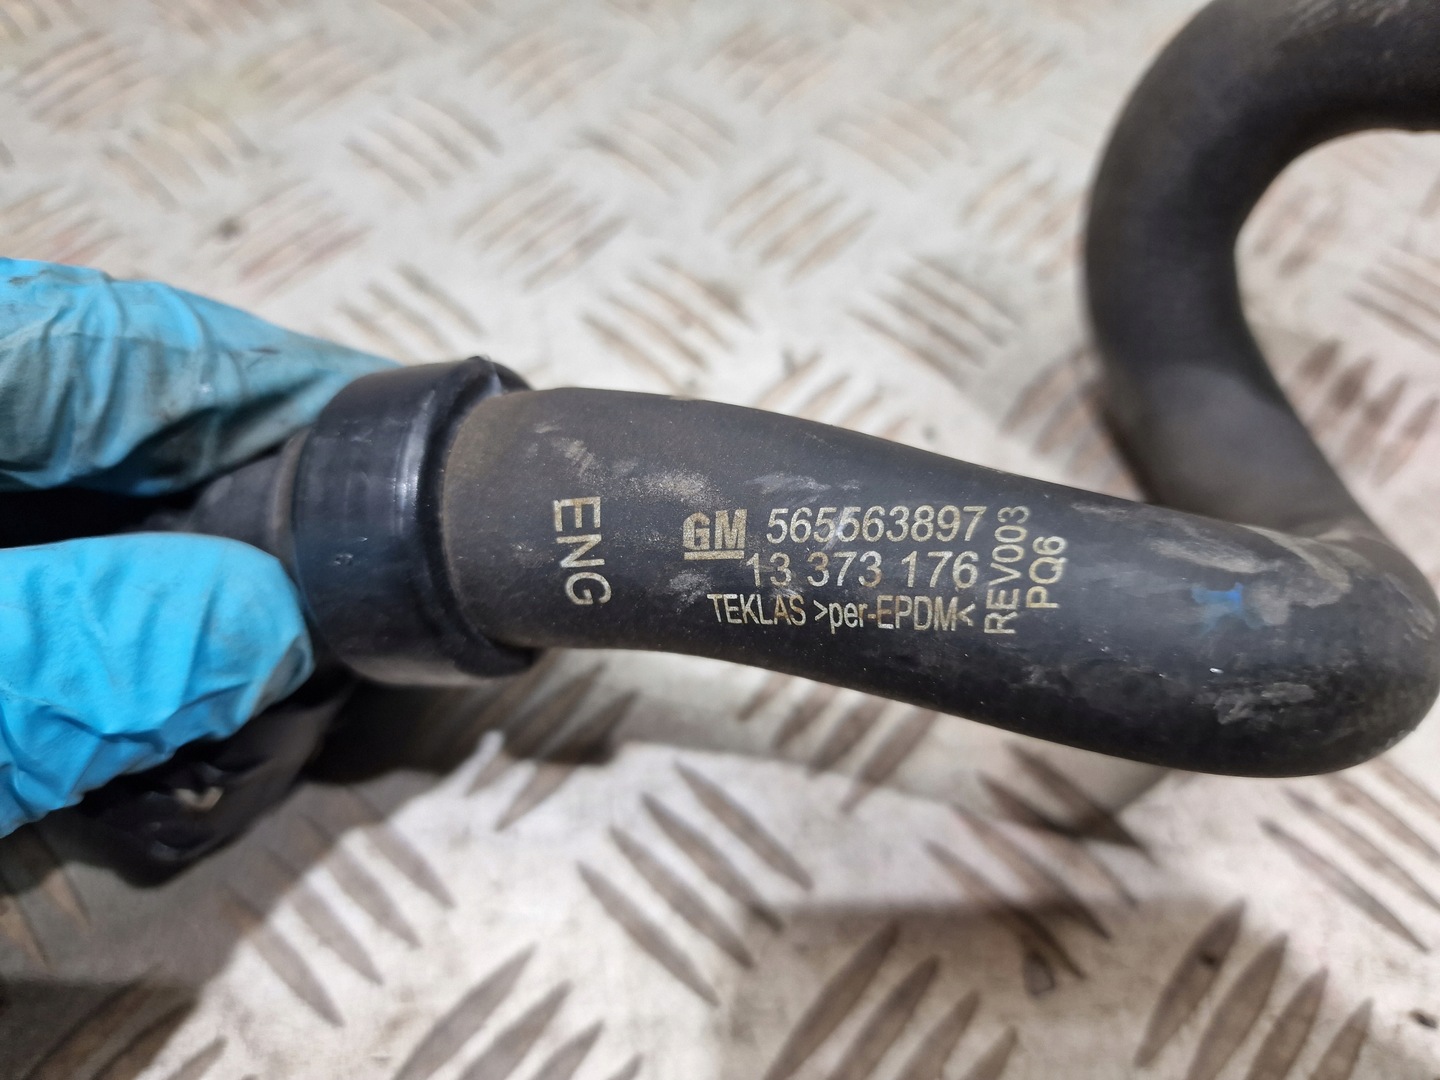 ENG
GM 565563897
13 373 176
TEKLAS >per-EPDM<
REV003
PQ6